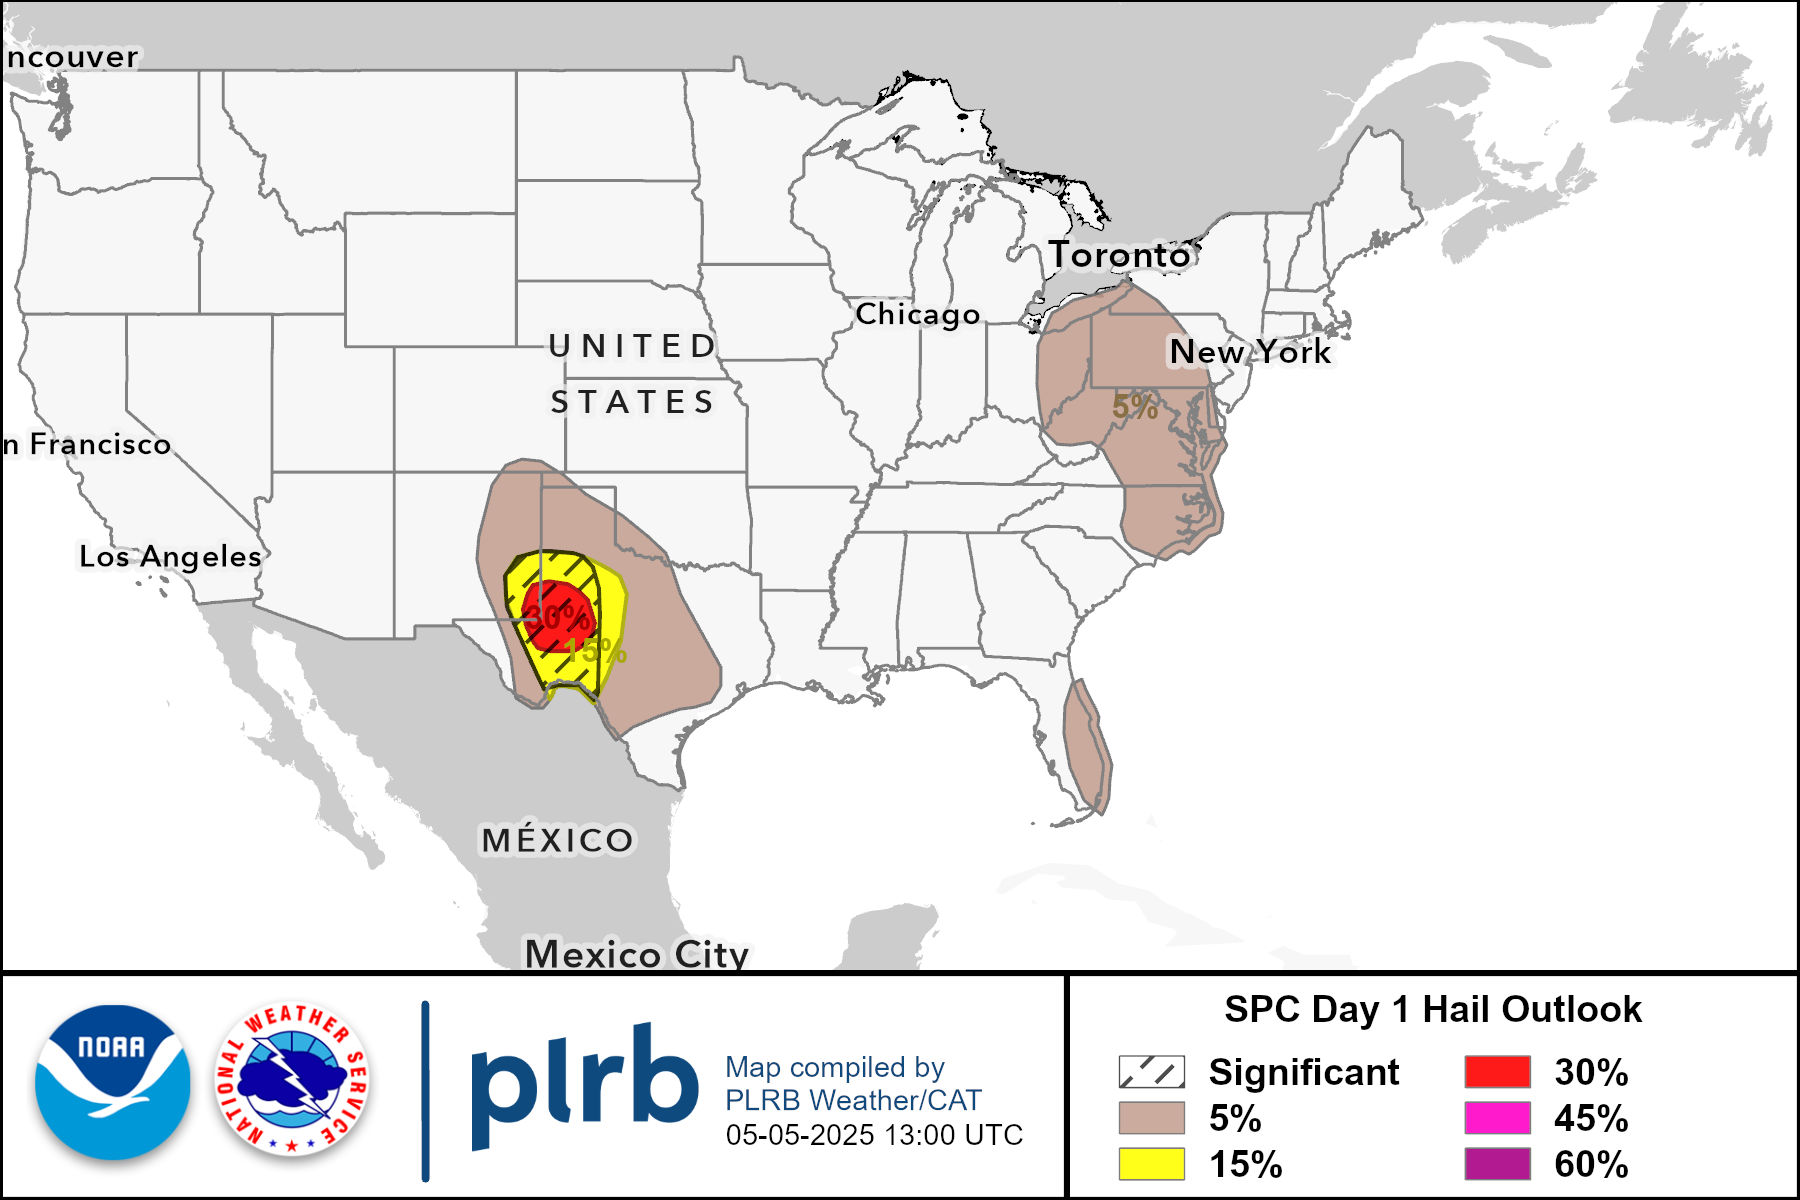 ncouver
Toronto
Chicago
UNITED
STATES
New York
5%
n Francisco
Los Angeles
30%
15%
MÉXICO
Mexico City
NOAA
NATIONAL WEATHER SERVICE
plrb
Map compiled by
PLRB Weather/CAT
05-05-2025 13:00 UTC
SPC Day 1 Hail Outlook
Significant
5%
15%
30%
45%
60%